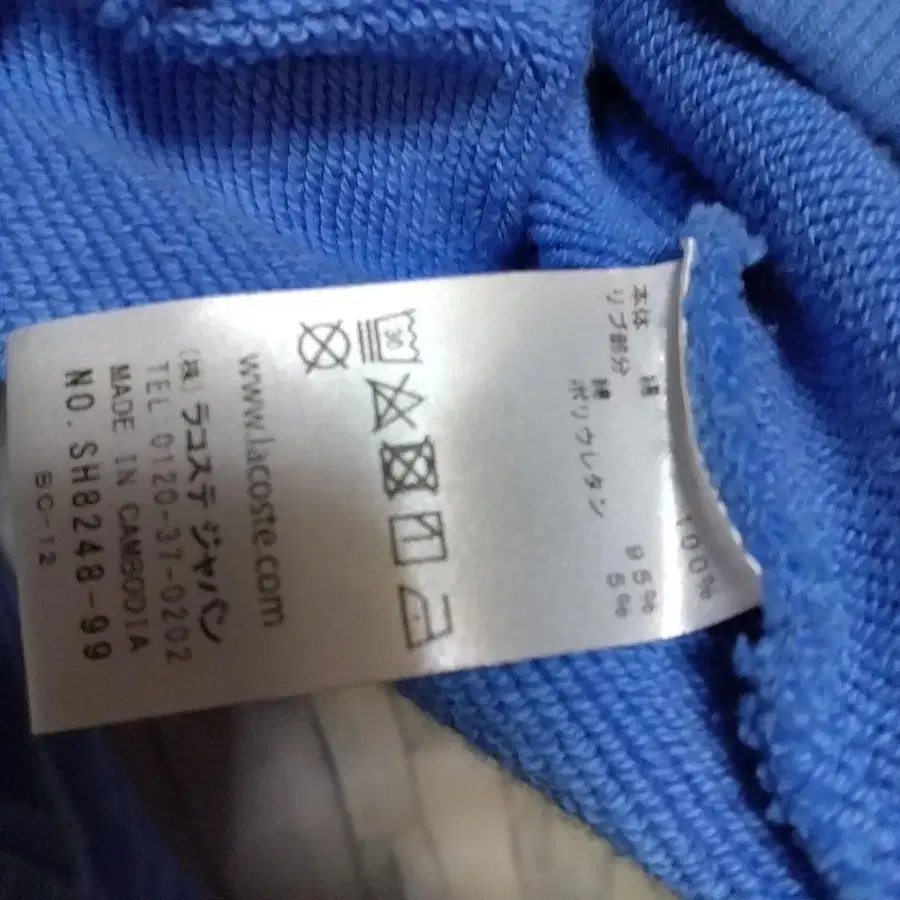 本体 綿 100%
リブ部分 綿 95%
ポリウレタン 5%
30
www.lacoste.com
(株) ラコステ ジャパン
TEL:0120-37-0202
MADE IN CAMBODIA
NO. SH8248-99
SC-12